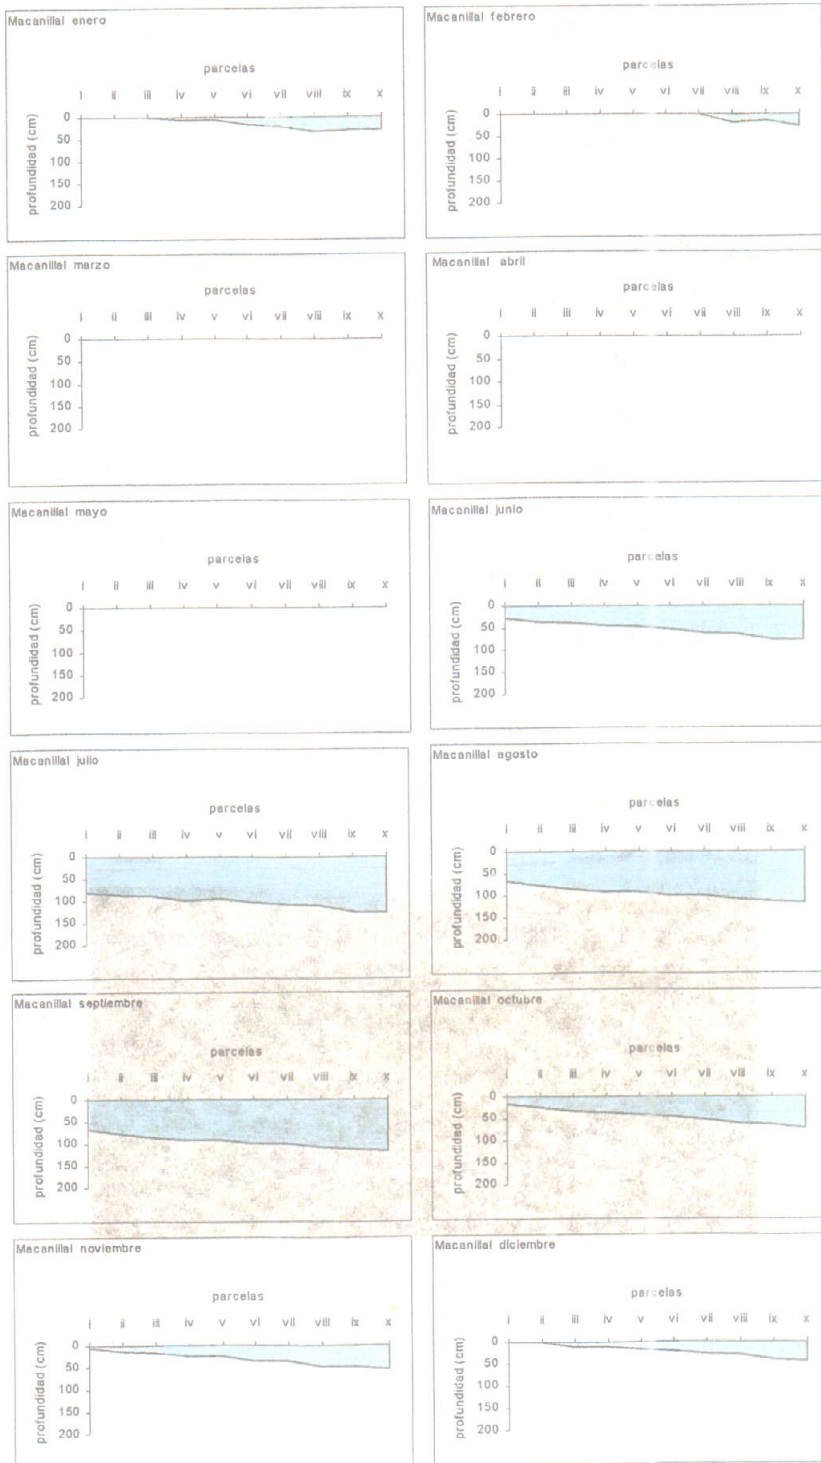 Macanillal enero
parcelas
i ii iii iv v vi vii viii ix x
0
50
100
150
200
profundidad (cm)
Macanillal febrero
parcelas
i ii iii iv v vi vii viii ix x
0
50
100
150
200
profundidad (cm)
Macanillal marzo
parcelas
i ii iii iv v vi vii viii ix x
0
50
100
150
200
profundidad (cm)
Macanillal abril
parcelas
i ii iii iv v vi vii viii ix x
0
50
100
150
200
profundidad (cm)
Macanillal mayo
parcelas
i ii iii iv v vi vii viii ix x
0
50
100
150
200
profundidad (cm)
Macanillal junio
parcelas
i ii iii iv v vi vii viii ix x
0
50
100
150
200
profundidad (cm)
Macanillal julio
parcelas
i ii iii iv v vi vii viii ix x
0
50
100
150
200
profundidad (cm)
Macanillal agosto
parcelas
i ii iii iv v vi vii viii ix x
0
50
100
150
200
profundidad (cm)
Macanillal septiembre
parcelas
i ii iii iv v vi vii viii ix x
0
50
100
150
200
profundidad (cm)
Macanillal octubre
parcelas
i ii iii iv v vi vii viii ix x
0
50
100
150
200
profundidad (cm)
Macanillal noviembre
parcelas
i ii iii iv v vi vii viii ix x
0
50
100
150
200
profundidad (cm)
Macanillal diciembre
parcelas
i ii iii iv v vi vii viii ix x
0
50
100
150
200
profundidad (cm)